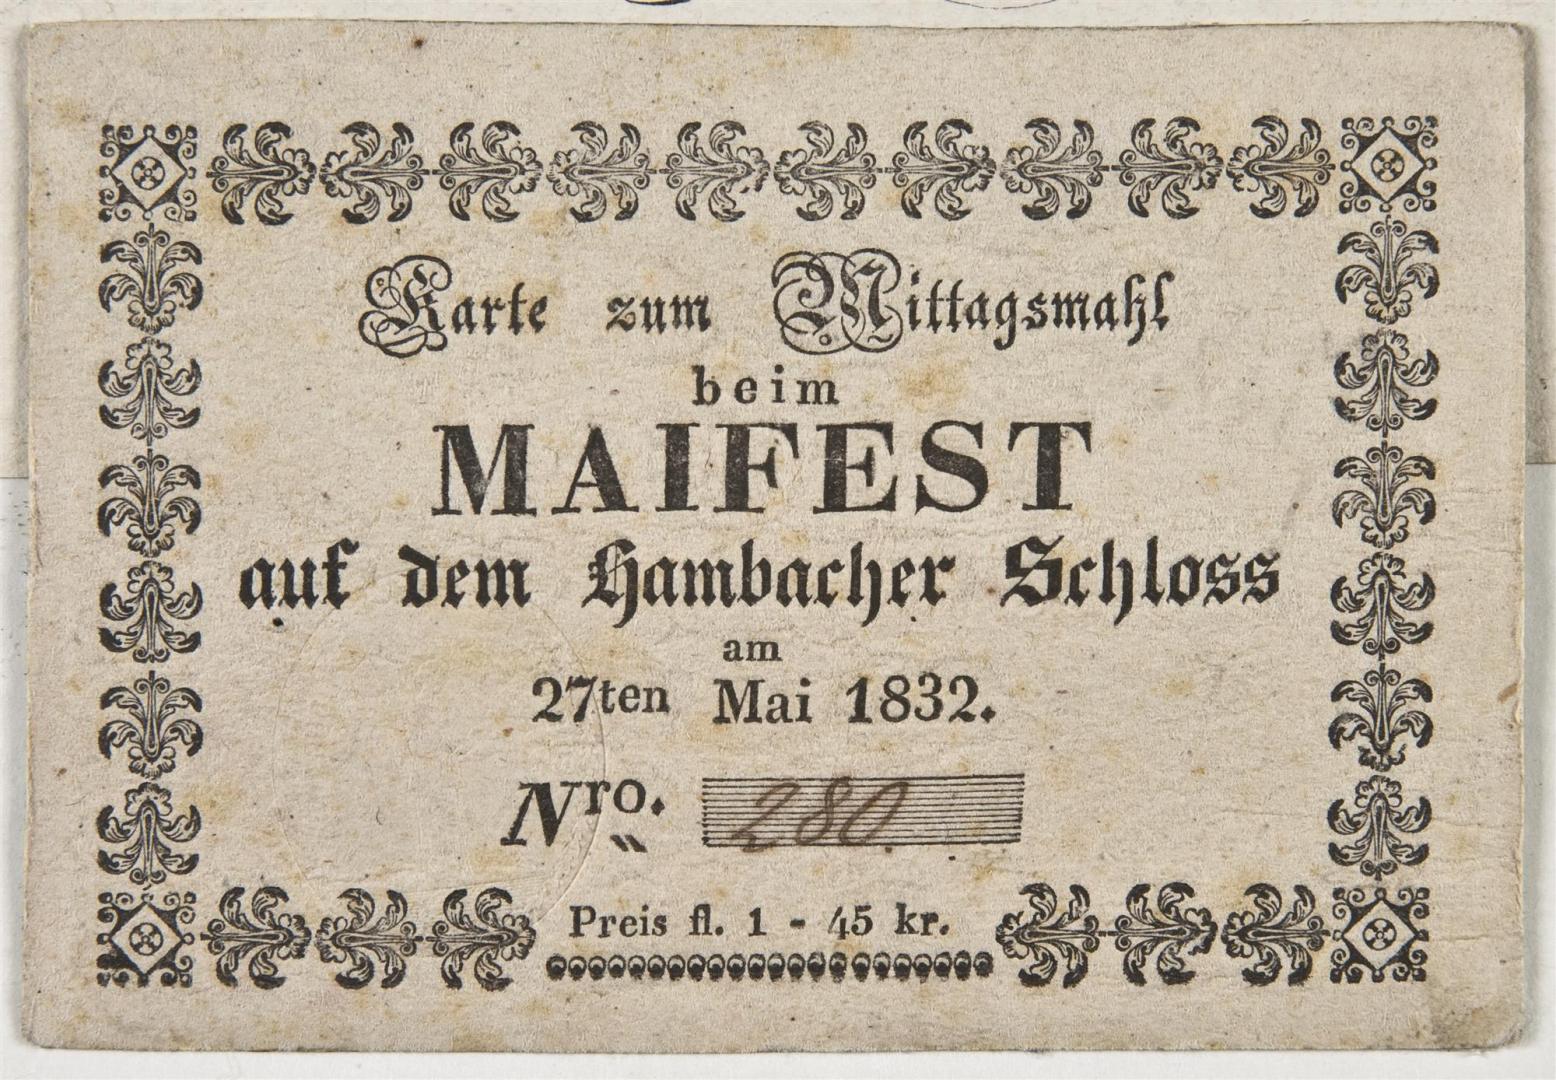 Karte zum Mittagsmahl
beim
MAIFEST
auf dem Hambacher Schloss
am
27ten Mai 1832.
Nro. 280
Preis fl. 1 - 45 kr.